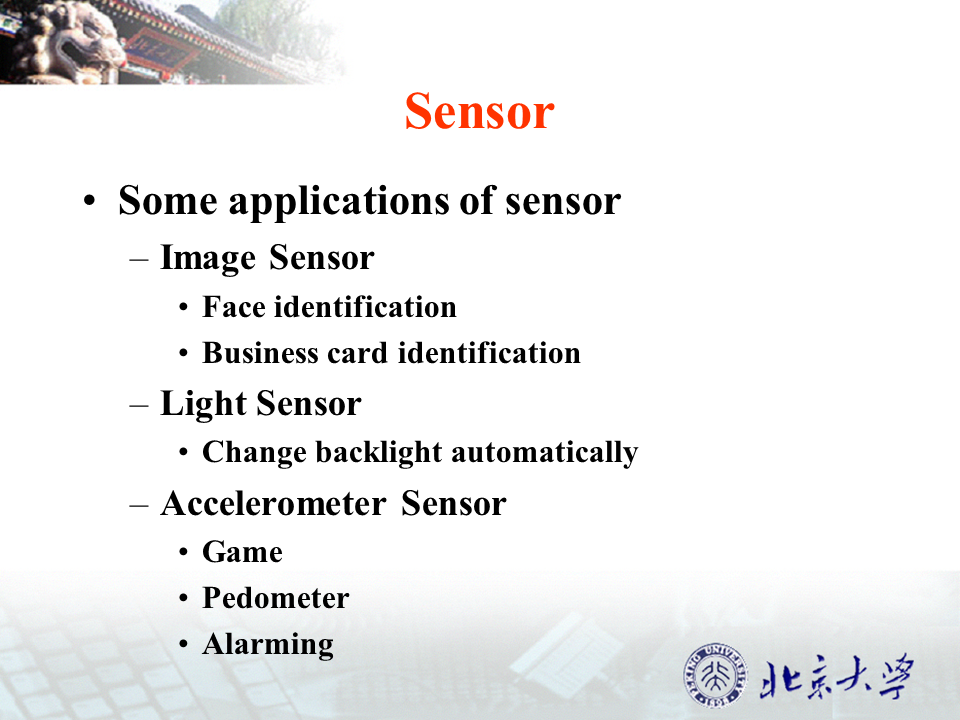 Sensor
• Some applications of sensor
– Image Sensor
• Face identification
• Business card identification
– Light Sensor
• Change backlight automatically
– Accelerometer Sensor
• Game
• Pedometer
• Alarming
PEKING UNIVERSITY
1898
北京大学